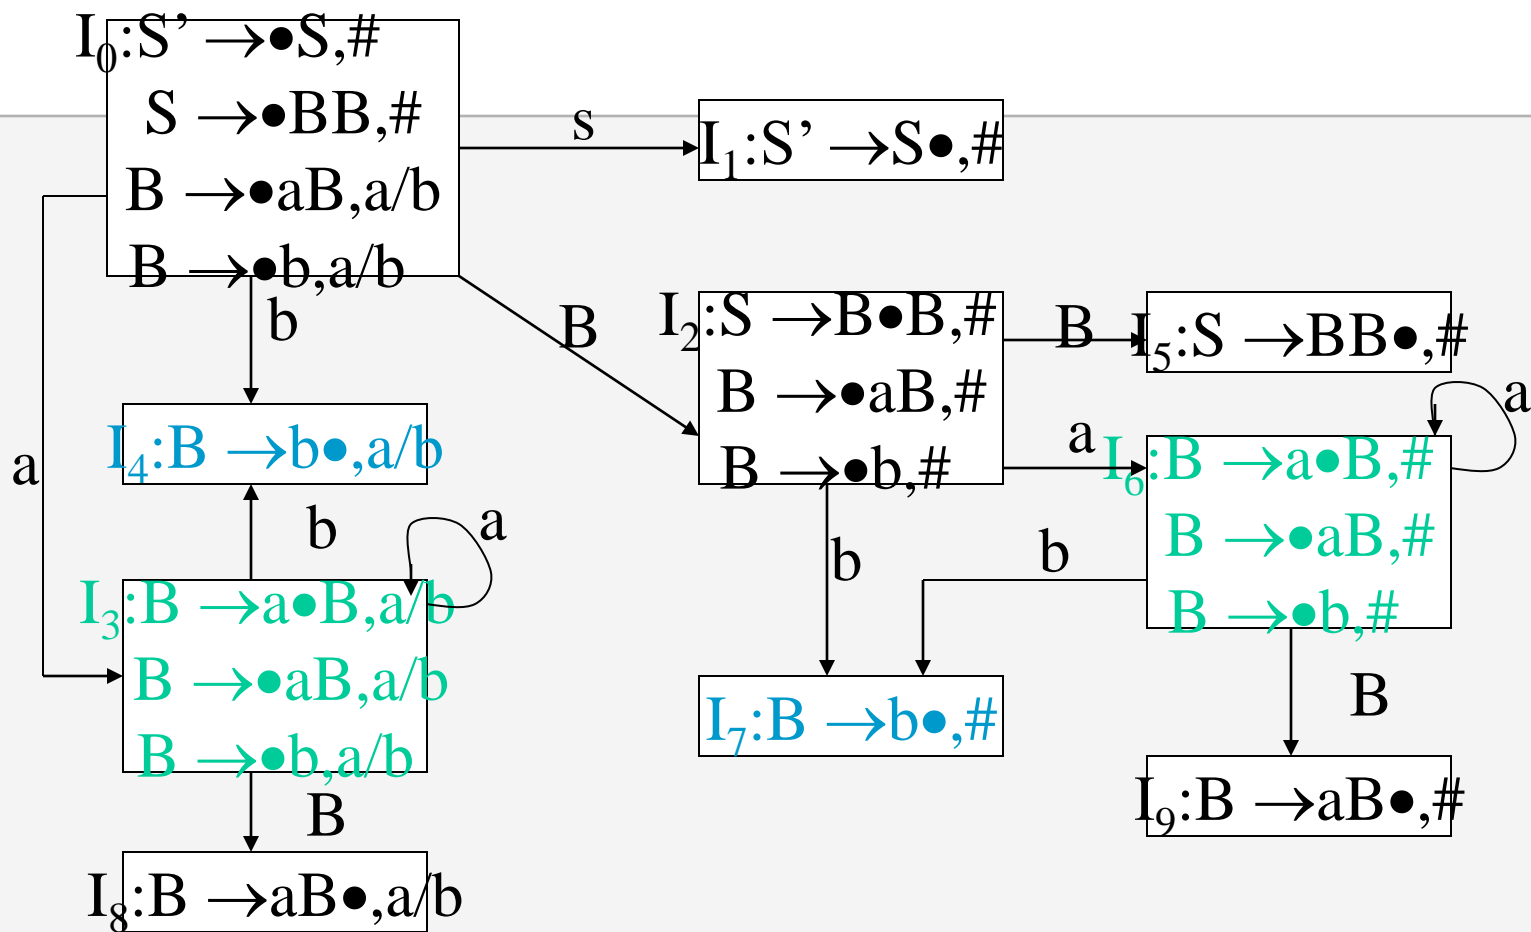 I₀:S’ →●S,#
S →●BB,#
B →●aB,a/b
B →●b,a/b
s
I₁:S’ →S●,#
b
B
I₂:S →B●B,#
B →●aB,#
B →●b,#
B
I₅:S →BB●,#
a
a
I₄:B →b●,a/b
a
I₆:B →a●B,#
B →●aB,#
B →●b,#
b
a
b
b
I₃:B →a●B,a/b
B →●aB,a/b
B →●b,a/b
I₇:B →b●,#
B
B
I₉:B →aB●,#
I₈:B →aB●,a/b